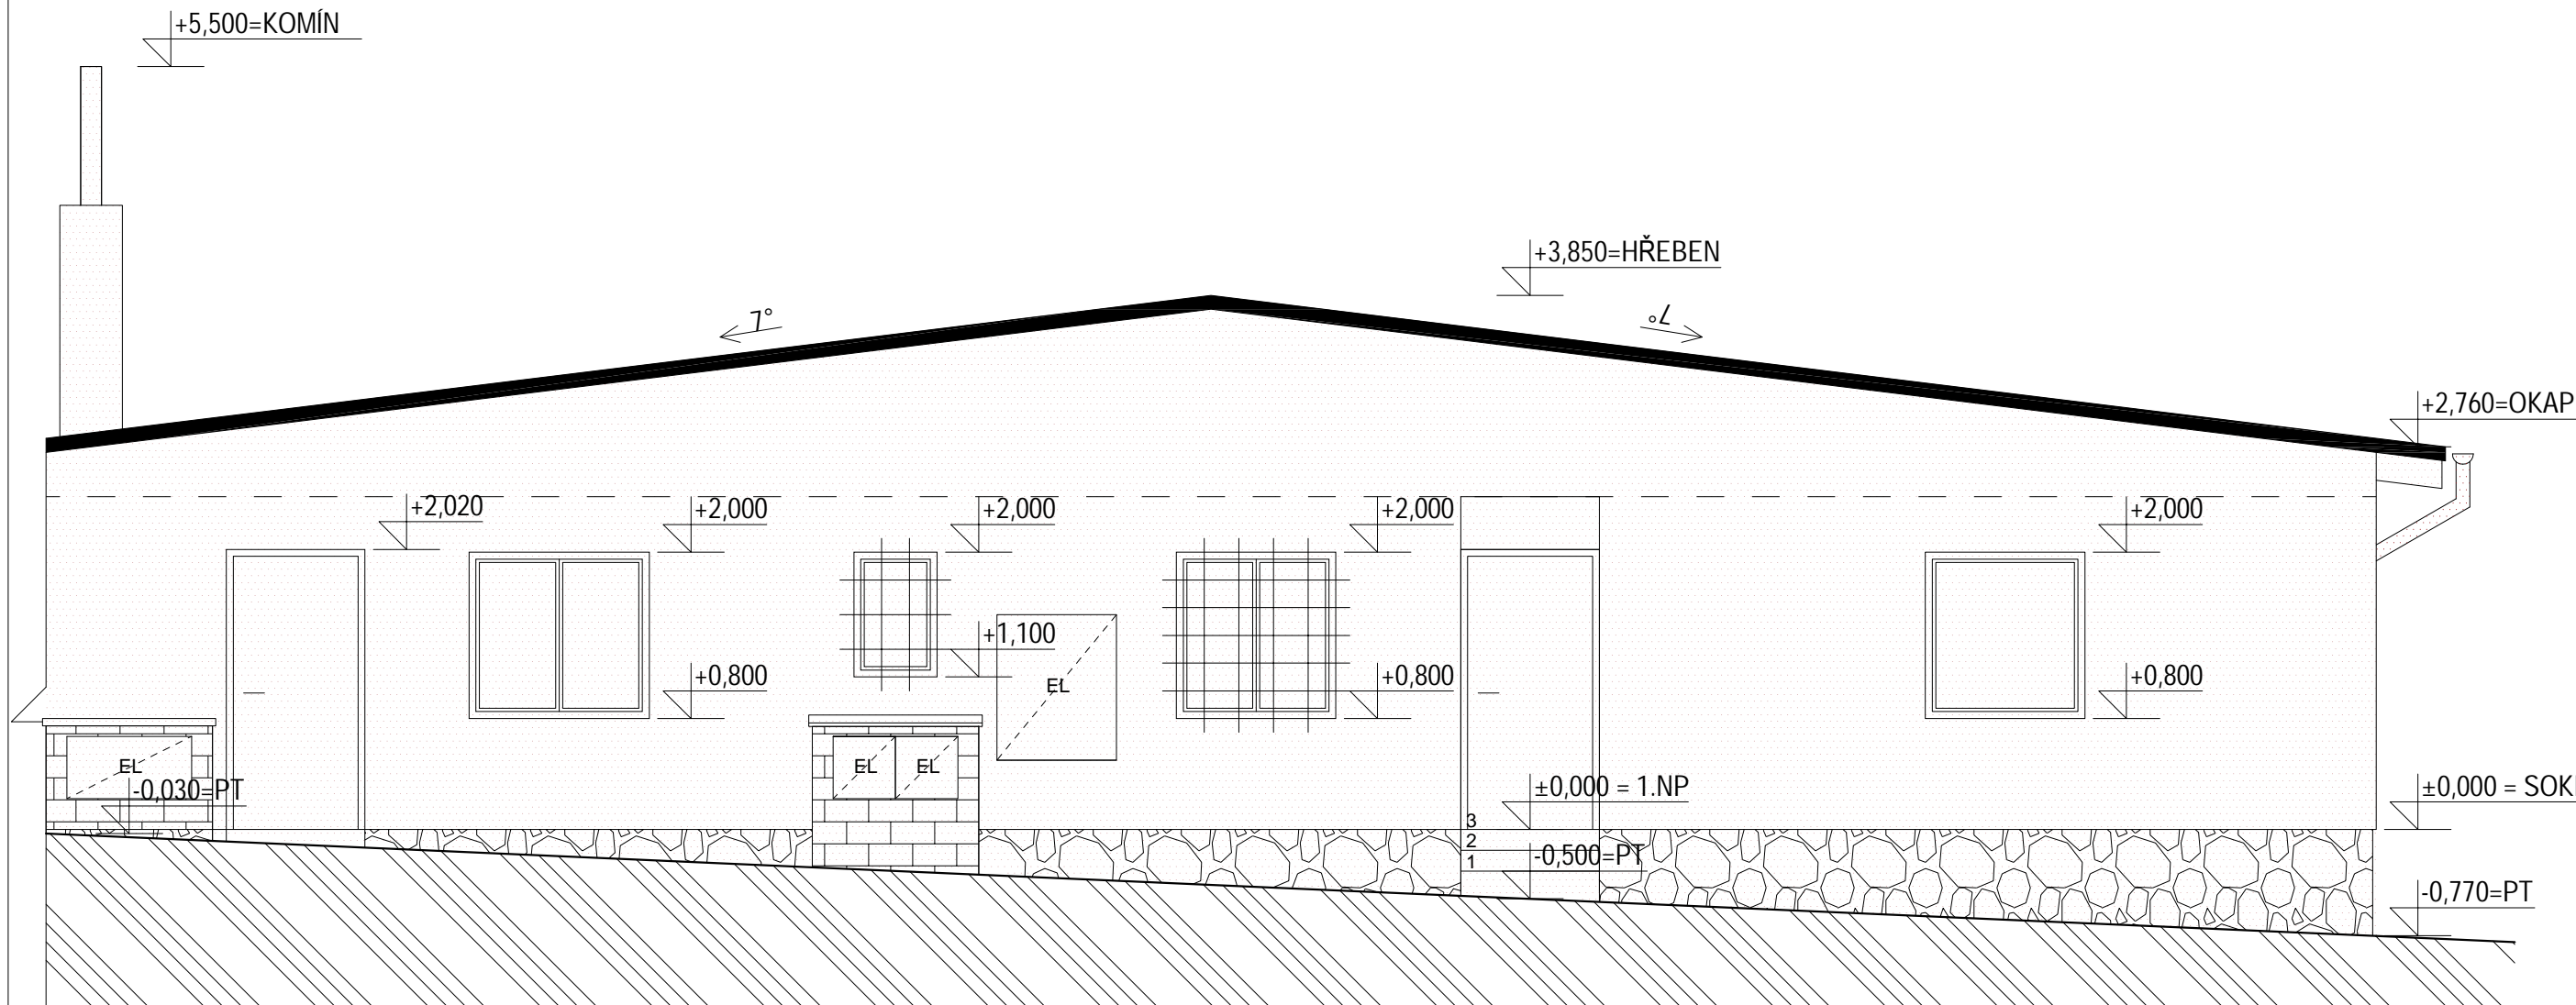 +5,500=KOMÍN
+3,850=HŘEBEN
7°
7°
+2,760=OKAP
+2,020
+2,000
+2,000
+2,000
+2,000
+1,100
+0,800
+0,800
+0,800
EL
EL
EL
EL
-0,030=PT
±0,000 = 1.NP
±0,000 = SOK
3
2
1
-0,500=PT
-0,770=PT